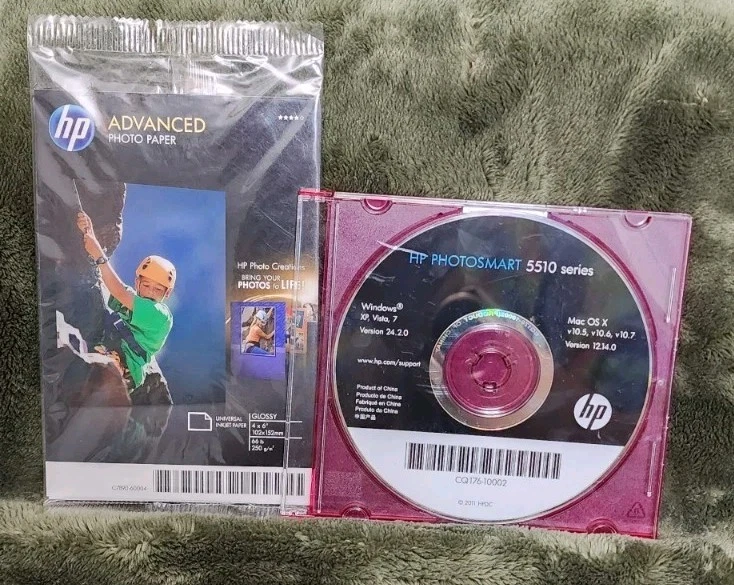 hp
ADVANCED
PHOTO PAPER
HP Photo Creations
BRING YOUR
PHOTOS to LIFE!
UNIVERSAL
INKJET PAPER
GLOSSY
4 x 6"
102x152mm
66 lb
250 g/m²
HP PHOTOSMART 5510 series
Windows®
XP, Vista, 7
Version 24.2.0
Mac OS X
v10.5, v10.6, v10.7
Version 12.14.0
www.hp.com/support
Product of China
Producto de China
Fabriqué en Chine
Produto da China
中国产品
hp
CQ176-10002
© 2011 HPDC